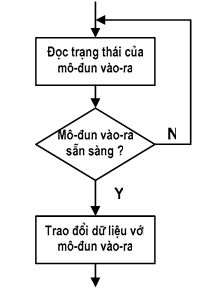 Đọc trạng thái của
mô-đun vào-ra
Mô-đun vào-ra
sẵn sàng ?
N
Y
Trao đổi dữ liệu vớ
mô-đun vào-ra